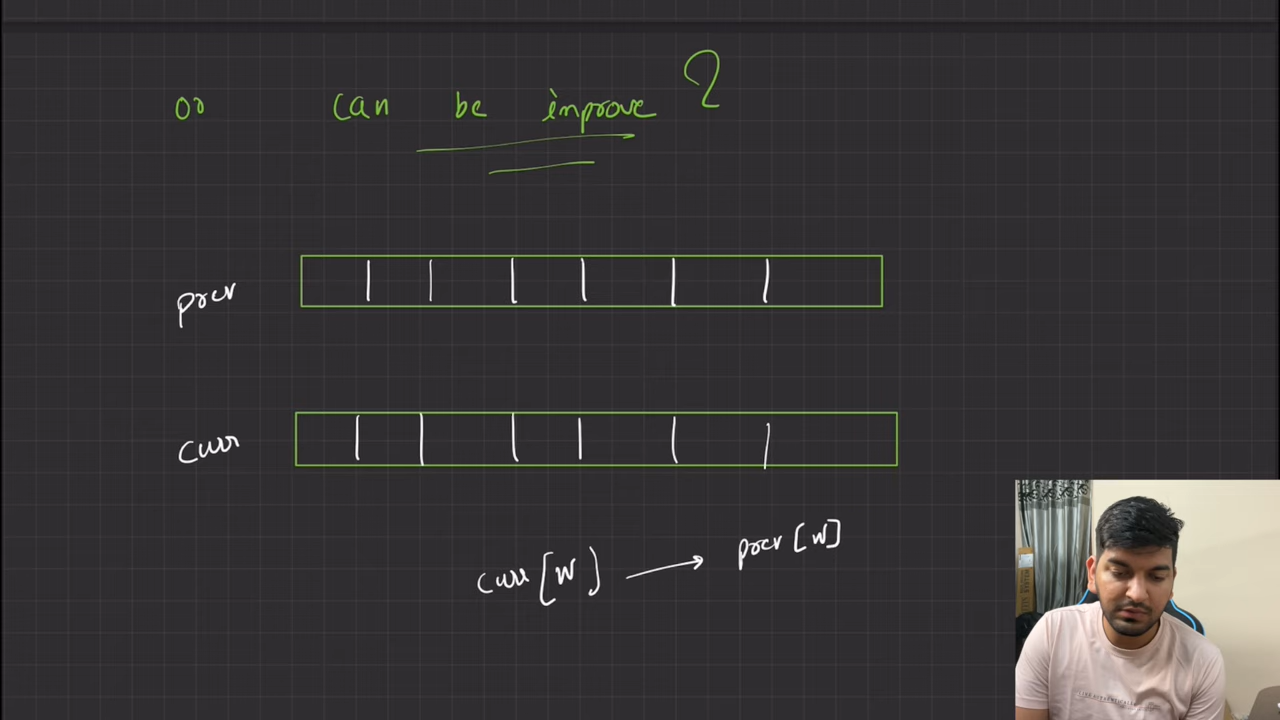 or can be improve ?
prev
curr
curr[W] → prev[W]